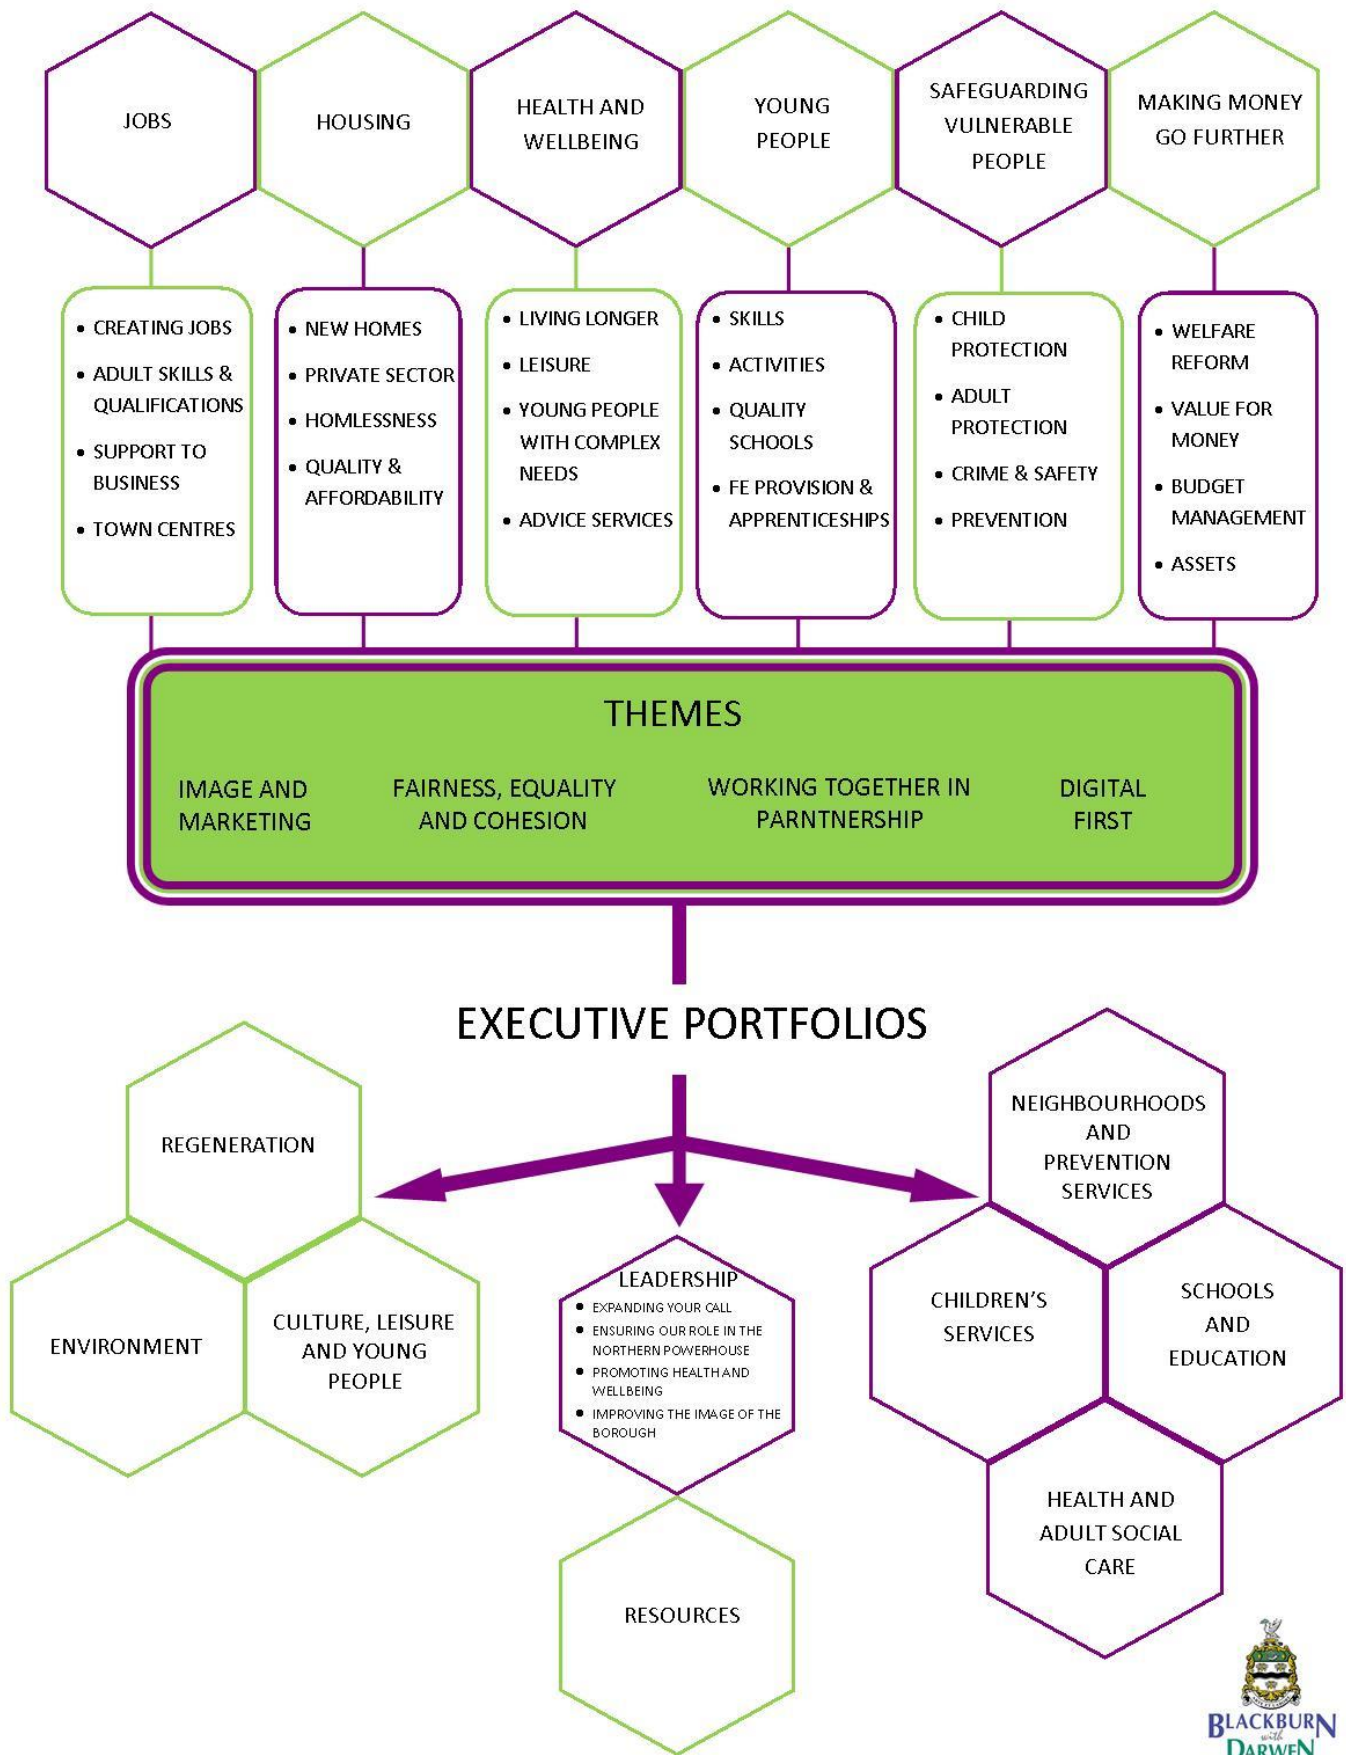 JOBS
HOUSING
HEALTH AND
WELLBEING
YOUNG
PEOPLE
SAFEGUARDING
VULNERABLE
PEOPLE
MAKING MONEY
GO FURTHER
• CREATING JOBS
• ADULT SKILLS &
QUALIFICATIONS
• SUPPORT TO
BUSINESS
• TOWN CENTRES
• NEW HOMES
• PRIVATE SECTOR
• HOMLESSNESS
• QUALITY &
AFFORDABILITY
• LIVING LONGER
• LEISURE
• YOUNG PEOPLE
WITH COMPLEX
NEEDS
• ADVICE SERVICES
• SKILLS
• ACTIVITIES
• QUALITY
SCHOOLS
• FE PROVISION &
APPRENTICESHIPS
• CHILD
PROTECTION
• ADULT
PROTECTION
• CRIME & SAFETY
• PREVENTION
• WELFARE
REFORM
• VALUE FOR
MONEY
• BUDGET
MANAGEMENT
• ASSETS
THEMES
IMAGE AND
MARKETING
FAIRNESS, EQUALITY
AND COHESION
WORKING TOGETHER IN
PARNTNERSHIP
DIGITAL
FIRST
EXECUTIVE PORTFOLIOS
REGENERATION
ENVIRONMENT
CULTURE, LEISURE
AND YOUNG
PEOPLE
LEADERSHIP
• EXPANDING YOUR CALL
• ENSURING OUR ROLE IN THE
NORTHERN POWERHOUSE
• PROMOTING HEALTH AND
WELLBEING
• IMPROVING THE IMAGE OF THE
BOROUGH
RESOURCES
NEIGHBOURHOODS
AND
PREVENTION
SERVICES
CHILDREN'S
SERVICES
SCHOOLS
AND
EDUCATION
HEALTH AND
ADULT SOCIAL
CARE
BLACKBURN
with
DARWEN